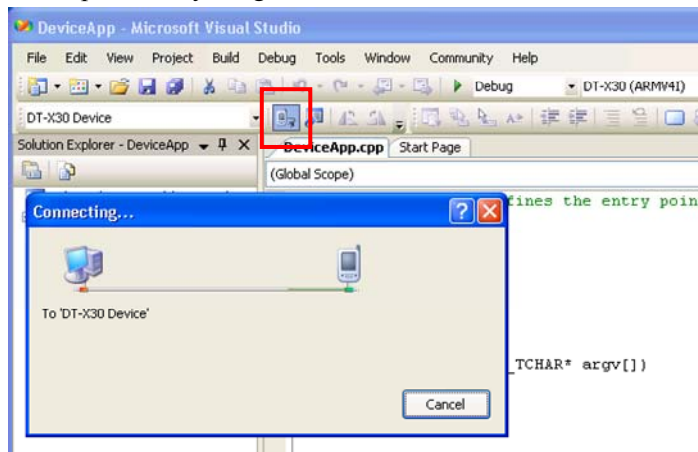 DeviceApp - Microsoft Visual Studio
File Edit View Project Build Debug Tools Window Community Help
Debug DT-X30 (ARMV4I)
DT-X30 Device
Solution Explorer - DeviceApp
DeviceApp.cpp Start Page
(Global Scope)
fines the entry poin
Connecting...
To 'DT-X30 Device'
_TCHAR* argv[])
Cancel